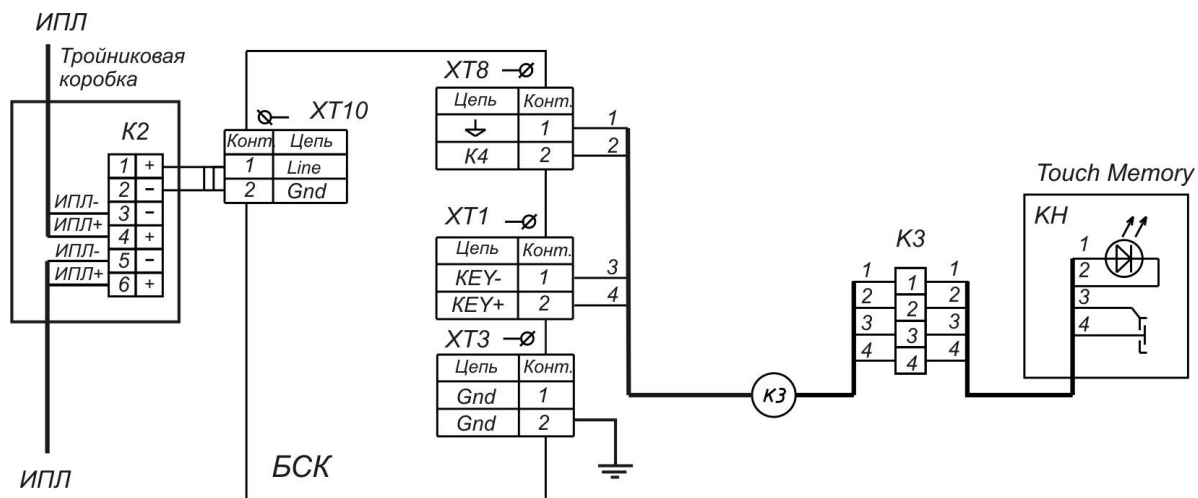 ИПЛ
Тройниковая
коробка
К2
1 +
2 −
3 −
4 +
5 −
6 +
ИПЛ-
ИПЛ+
ИПЛ-
ИПЛ+
ИПЛ
XT10
Конт. Цепь
1 Line
2 Gnd
БСК
XT8
Цепь Конт.
1
К4 2
1
2
XT1
Цепь Конт.
KEY- 1
KEY+ 2
3
4
XT3
Цепь Конт.
Gnd 1
Gnd 2
К3
К3
1 1 1
2 2 2
3 3 3
4 4 4
Touch Memory
КН
1
2
3
4